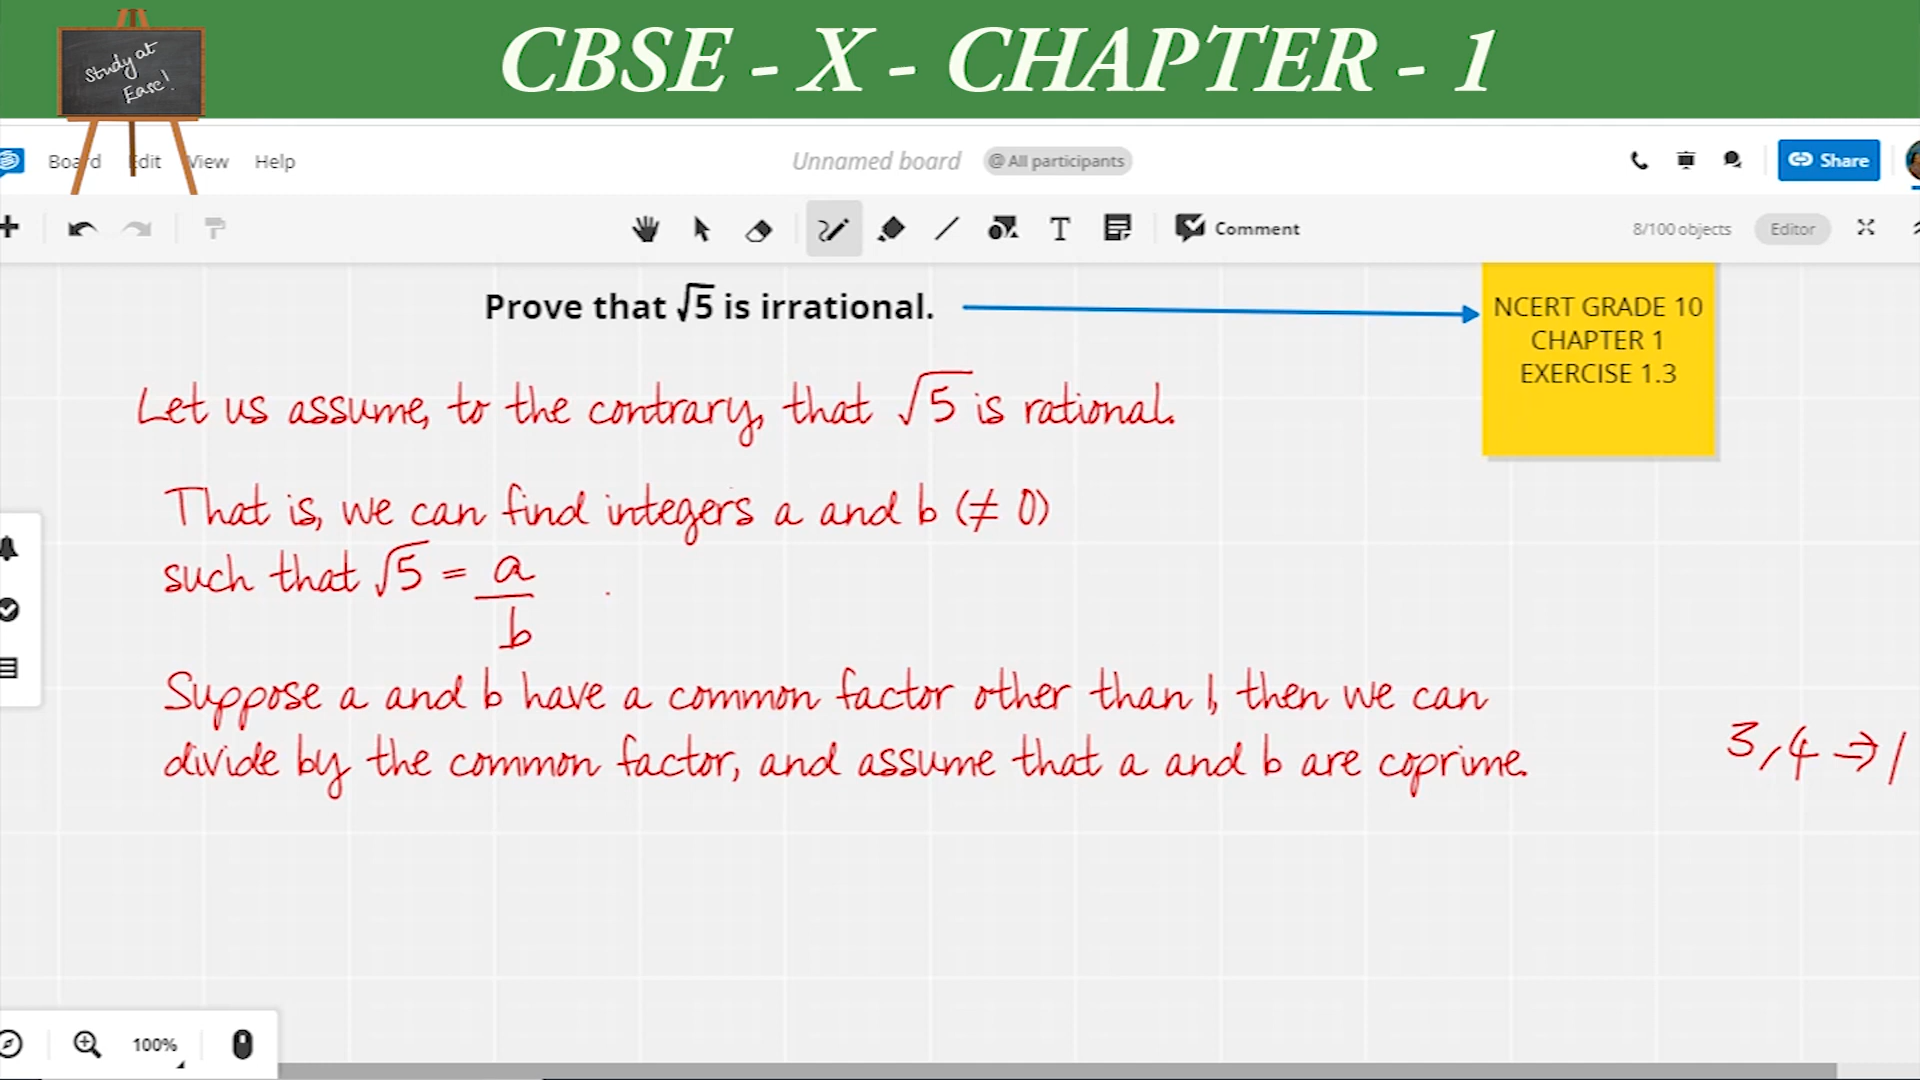 CBSE - X - CHAPTER - 1
Study at
Ease!
Board Edit View Help
Unnamed board
@ All participants
Share
Comment
8/100 objects
Editor
Prove that √5 is irrational.
NCERT GRADE 10
CHAPTER 1
EXERCISE 1.3
Let us assume, to the contrary, that √5 is rational.
That is, we can find integers a and b (≠ 0)
such that √5 = a
b
Suppose a and b have a common factor other than 1, then we can
divide by the common factor, and assume that a and b are coprime.
3,4 ⇒ 1
100%